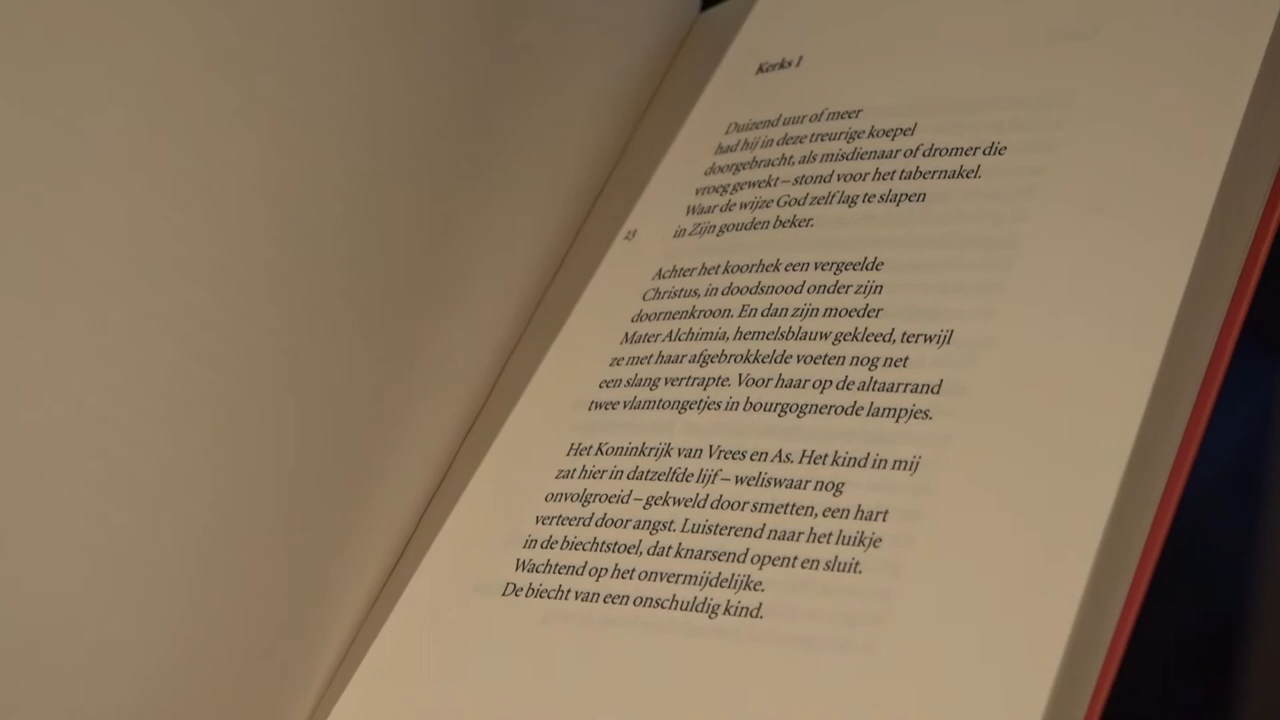 Kerks I
Duizend uur of meer
had hij in deze treurige koepel
doorgebracht, als misdienaar of dromer die
vroeg gewekt – stond voor het tabernakel.
Waar de wijze God zelf lag te slapen
in Zijn gouden beker.
23
Achter het koorhek een vergeelde
Christus, in doodsnood onder zijn
doornenkroon. En dan zijn moeder
Mater Alchimia, hemelsblauw gekleed, terwijl
ze met haar afgebrokkelde voeten nog net
een slang vertrapte. Voor haar op de altaarrand
twee vlamtongetjes in bourgognerode lampjes.
Het Koninkrijk van Vrees en As. Het kind in mij
zat hier in datzelfde lijf – weliswaar nog
onvolgroeid – gekweld door smetten, een hart
verteerd door angst. Luisterend naar het luikje
in de biechtstoel, dat knarsend opent en sluit.
Wachtend op het onvermijdelijke.
De biecht van een onschuldig kind.